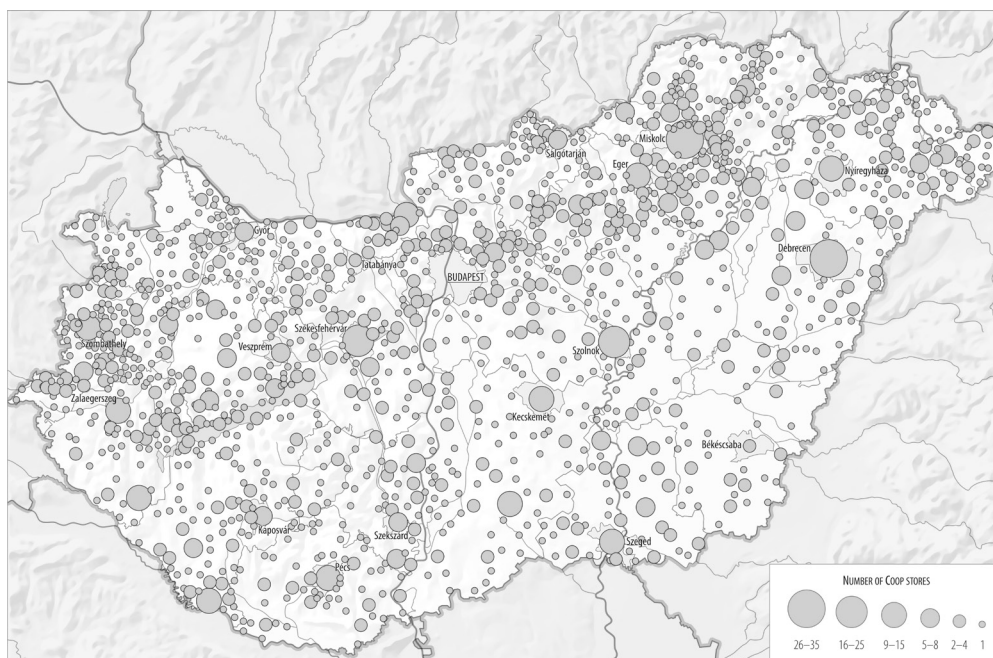 Miskolc
Salgótarján
Eger
Nyíregyháza
Győr
Debrecen
Tatabánya
BUDAPEST
Székesfehérvár
Szombathely
Veszprém
Szolnok
Zalaegerszeg
Kecskemét
Békéscsaba
Kaposvár
Szekszárd
Szeged
Pécs
NUMBER OF COOP STORES
26–35 16–25 9–15 5–8 2–4 1